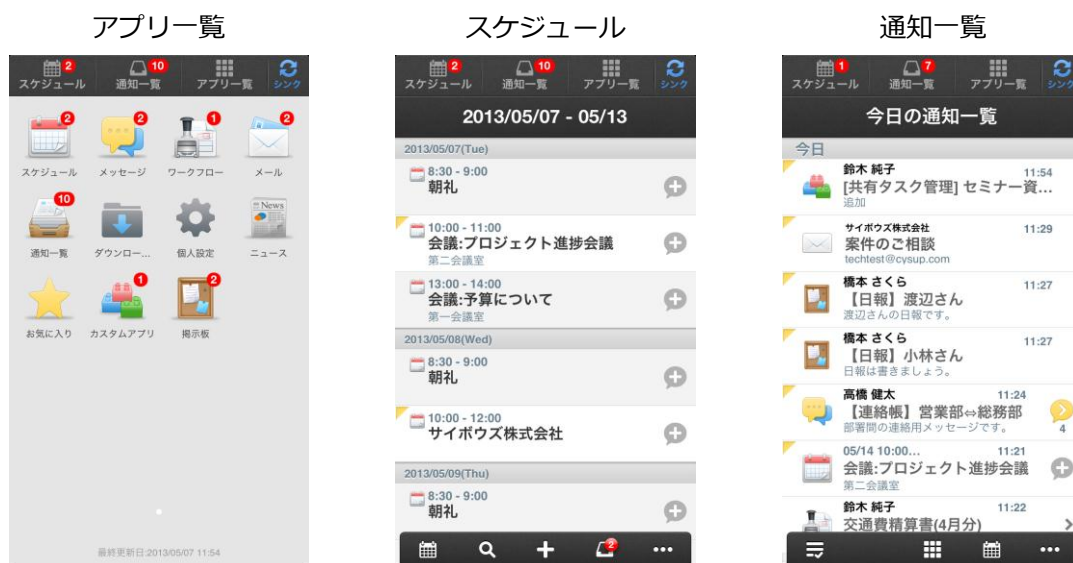 アプリ一覧
2
10
スケジュール
通知一覧
アプリ一覧
シンク
2
2
1
2
スケジュール
メッセージ
ワークフロー
メール
10
News
通知一覧
ダウンロー...
個人設定
ニュース
1
2
お気に入り
カスタムアプリ
掲示板
最終更新日:2013/05/07 11:54
スケジュール
2
10
スケジュール
通知一覧
アプリ一覧
シンク
2013/05/07 - 05/13
2013/05/07(Tue)
8:30 - 9:00
朝礼
10:00 - 11:00
会議:プロジェクト進捗会議
第二会議室
13:00 - 14:00
会議:予算について
第一会議室
2013/05/08(Wed)
8:30 - 9:00
朝礼
10:00 - 12:00
サイボウズ株式会社
2013/05/09(Thu)
8:30 - 9:00
朝礼
2
通知一覧
1
7
スケジュール
通知一覧
アプリ一覧
シンク
今日の通知一覧
今日
鈴木 純子 11:54
[共有タスク管理] セミナー資...
追加
サイボウズ株式会社 11:29
案件のご相談
techtest@cysup.com
橋本 さくら 11:27
【日報】渡辺さん
渡辺さんの日報です。
橋本 さくら 11:27
【日報】小林さん
日報は書きましょう。
高橋 健太 11:24
【連絡帳】営業部⇔総務部
部署間の連絡用メッセージです。
4
05/14 10:00... 11:21
会議:プロジェクト進捗会議
第二会議室
鈴木 純子 11:22
交通費精算書(4月分)